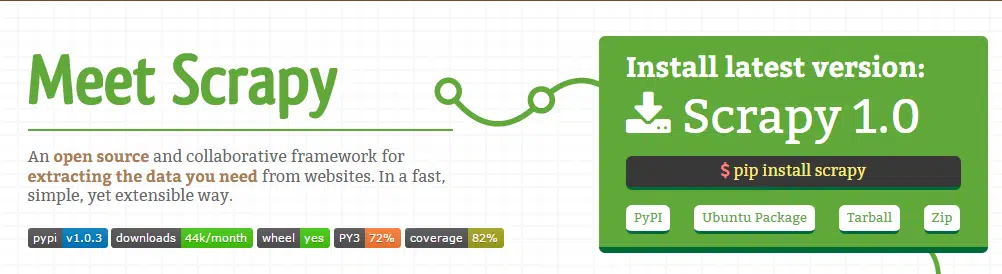 Meet Scrapy
An open source and collaborative framework for
extracting the data you need from websites. In a fast,
simple, yet extensible way.
pypi v1.0.3 downloads 44k/month wheel yes PY3 72% coverage 82%
Install latest version:
Scrapy 1.0
$ pip install scrapy
PyPI Ubuntu Package Tarball Zip